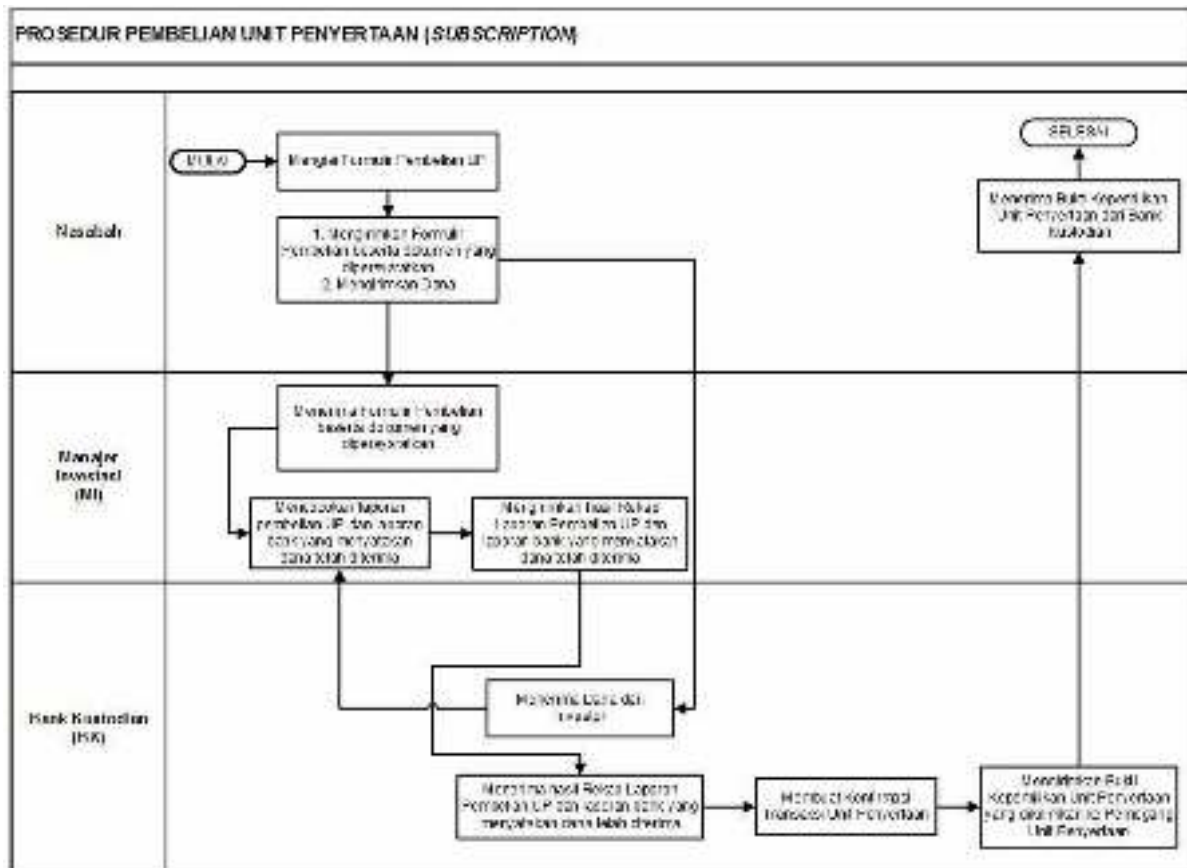 PROSEDUR PEMBELIAN UNIT PENYERTAAN (SUBSCRIPTION)
MULAI
Mengisi Formulir Pembelian UP
SELESAI
Menerima Bukti Kepemilikan
Unit Penyertaan dari Bank
Kustodian
Nasabah
1. Mengirimkan Formulir
Pembelian beserta dokumen yang
dipersyaratkan
2. Mengirimkan Dana
Manajer
Investasi
(MI)
Menerima Formulir Pembelian
beserta dokumen yang
dipersyaratkan
Mencocokan laporan
pembelian UP dan laporan
bank yang menyatakan
dana telah diterima
Mengirimkan hasil Rekap
Laporan Pembelian UP dan
laporan bank yang menyatakan
dana telah diterima
Bank Kustodian
(BK)
Menerima Dana dari
Investor
Menerima hasil Rekap Laporan
Pembelian UP dan laporan bank yang
menyatakan dana telah diterima
Membuat Konfirmasi
Transaksi Unit Penyertaan
Mengirimkan Bukti
Kepemilikan Unit Penyertaan
yang dikirimkan ke Pemegang
Unit Penyertaan